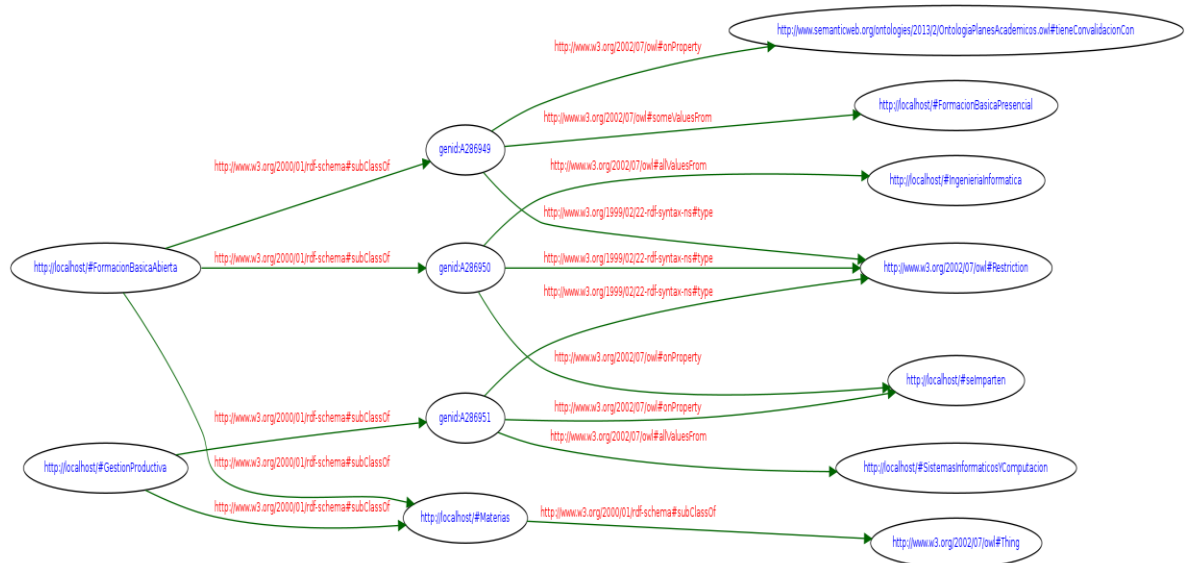 http://www.semanticweb.org/ontologies/2013/2/OntologiaPlanesAcademicos.owl#tieneConvalidacionCon
http://www.w3.org/2002/07/owl#onProperty
http://localhost/#FormacionBasicaPresencial
http://www.w3.org/2002/07/owl#someValuesFrom
genid:A286949
http://www.w3.org/2000/01/rdf-schema#subClassOf
http://www.w3.org/2002/07/owl#allValuesFrom
http://localhost/#IngenieriaInformatica
http://www.w3.org/1999/02/22-rdf-syntax-ns#type
http://localhost/#FormacionBasicaAbierta
http://www.w3.org/2000/01/rdf-schema#subClassOf
genid:A286950
http://www.w3.org/1999/02/22-rdf-syntax-ns#type
http://www.w3.org/2002/07/owl#Restriction
http://www.w3.org/1999/02/22-rdf-syntax-ns#type
http://www.w3.org/2002/07/owl#onProperty
http://localhost/#seImparten
http://www.w3.org/2002/07/owl#onProperty
http://www.w3.org/2000/01/rdf-schema#subClassOf
genid:A286951
http://www.w3.org/2002/07/owl#allValuesFrom
http://localhost/#GestionProductiva
http://www.w3.org/2000/01/rdf-schema#subClassOf
http://localhost/#SistemasInformaticosYComputacion
http://www.w3.org/2000/01/rdf-schema#subClassOf
http://localhost/#Materias
http://www.w3.org/2000/01/rdf-schema#subClassOf
http://www.w3.org/2002/07/owl#Thing